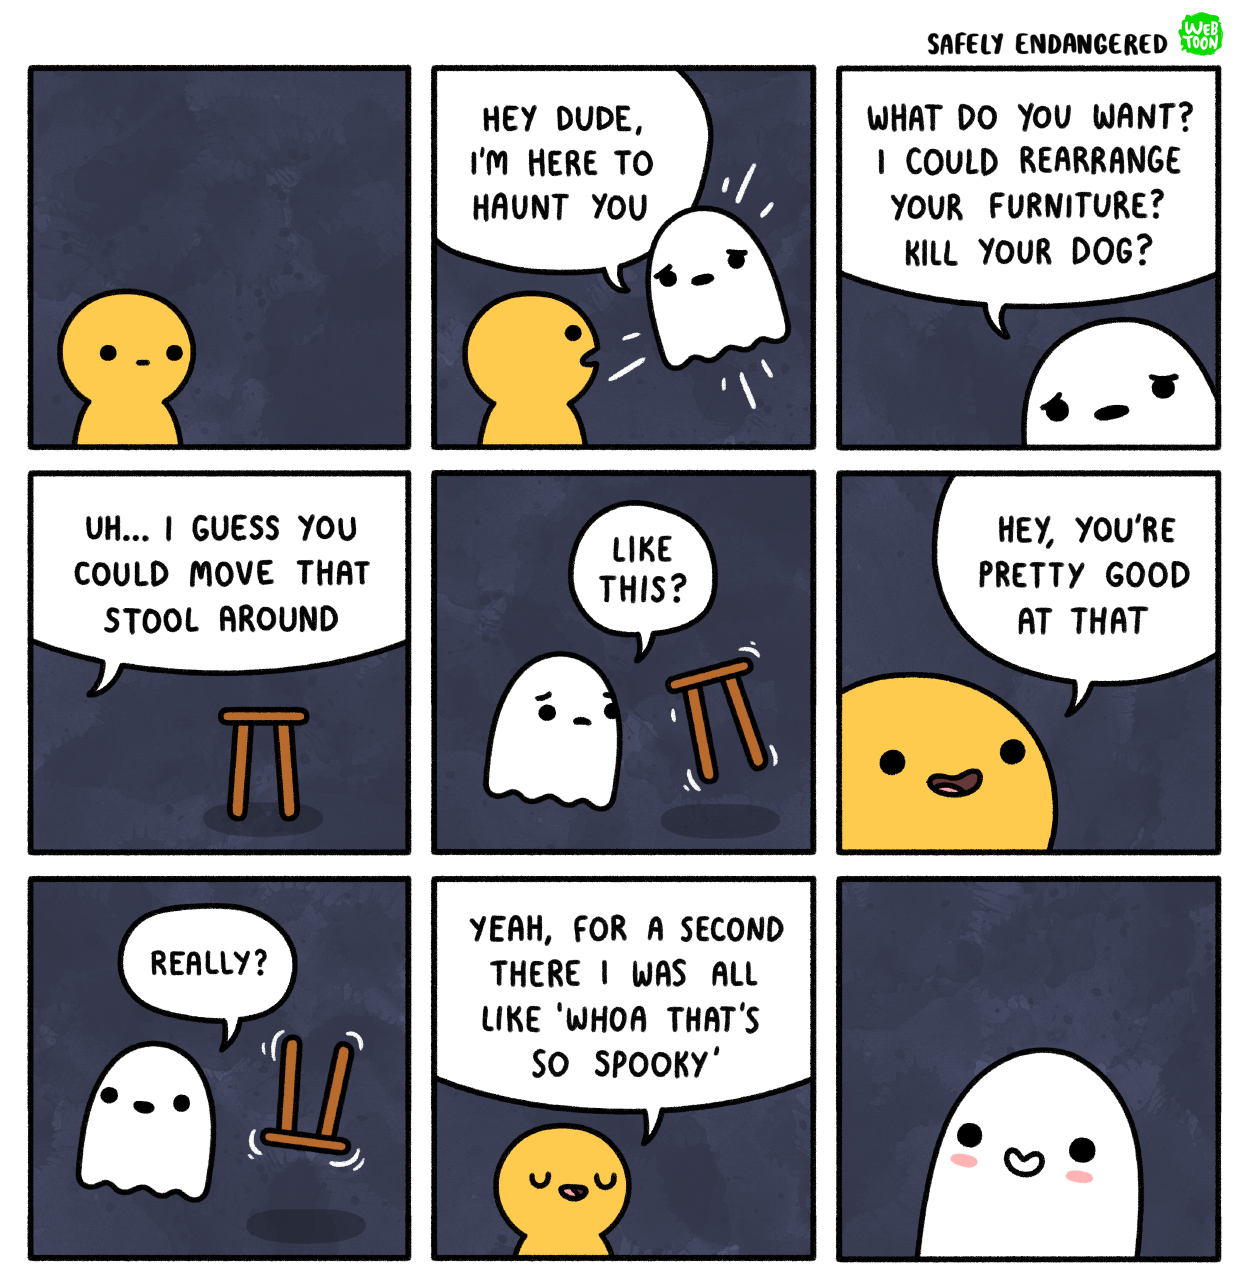 SAFELY ENDANGERED
WEB
TOON
HEY DUDE,
I'M HERE TO
HAUNT YOU
WHAT DO YOU WANT?
I COULD REARRANGE
YOUR FURNITURE?
KILL YOUR DOG?
UH... I GUESS YOU
COULD MOVE THAT
STOOL AROUND
LIKE
THIS?
HEY, YOU'RE
PRETTY GOOD
AT THAT
REALLY?
YEAH, FOR A SECOND
THERE I WAS ALL
LIKE 'WHOA THAT'S
SO SPOOKY'